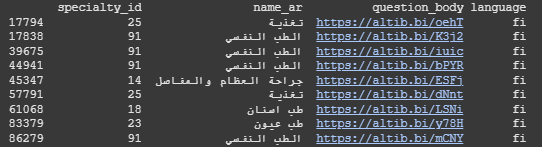 specialty_id name_ar question_body language
17794 25 تغذية https://altib.bi/oehT fi
17838 91 الطب النفسي https://altib.bi/K3j2 fi
39675 91 الطب النفسي https://altib.bi/iuic fi
44941 91 الطب النفسي https://altib.bi/bPYR fi
45347 14 جراحة العظام والمفاصل https://altib.bi/ESFj fi
57791 25 تغذية https://altib.bi/dNnt fi
61068 18 طب اسنان https://altib.bi/LSNi fi
83379 23 طب عيون https://altib.bi/y78H fi
86279 91 الطب النفسي https://altib.bi/mCNY fi